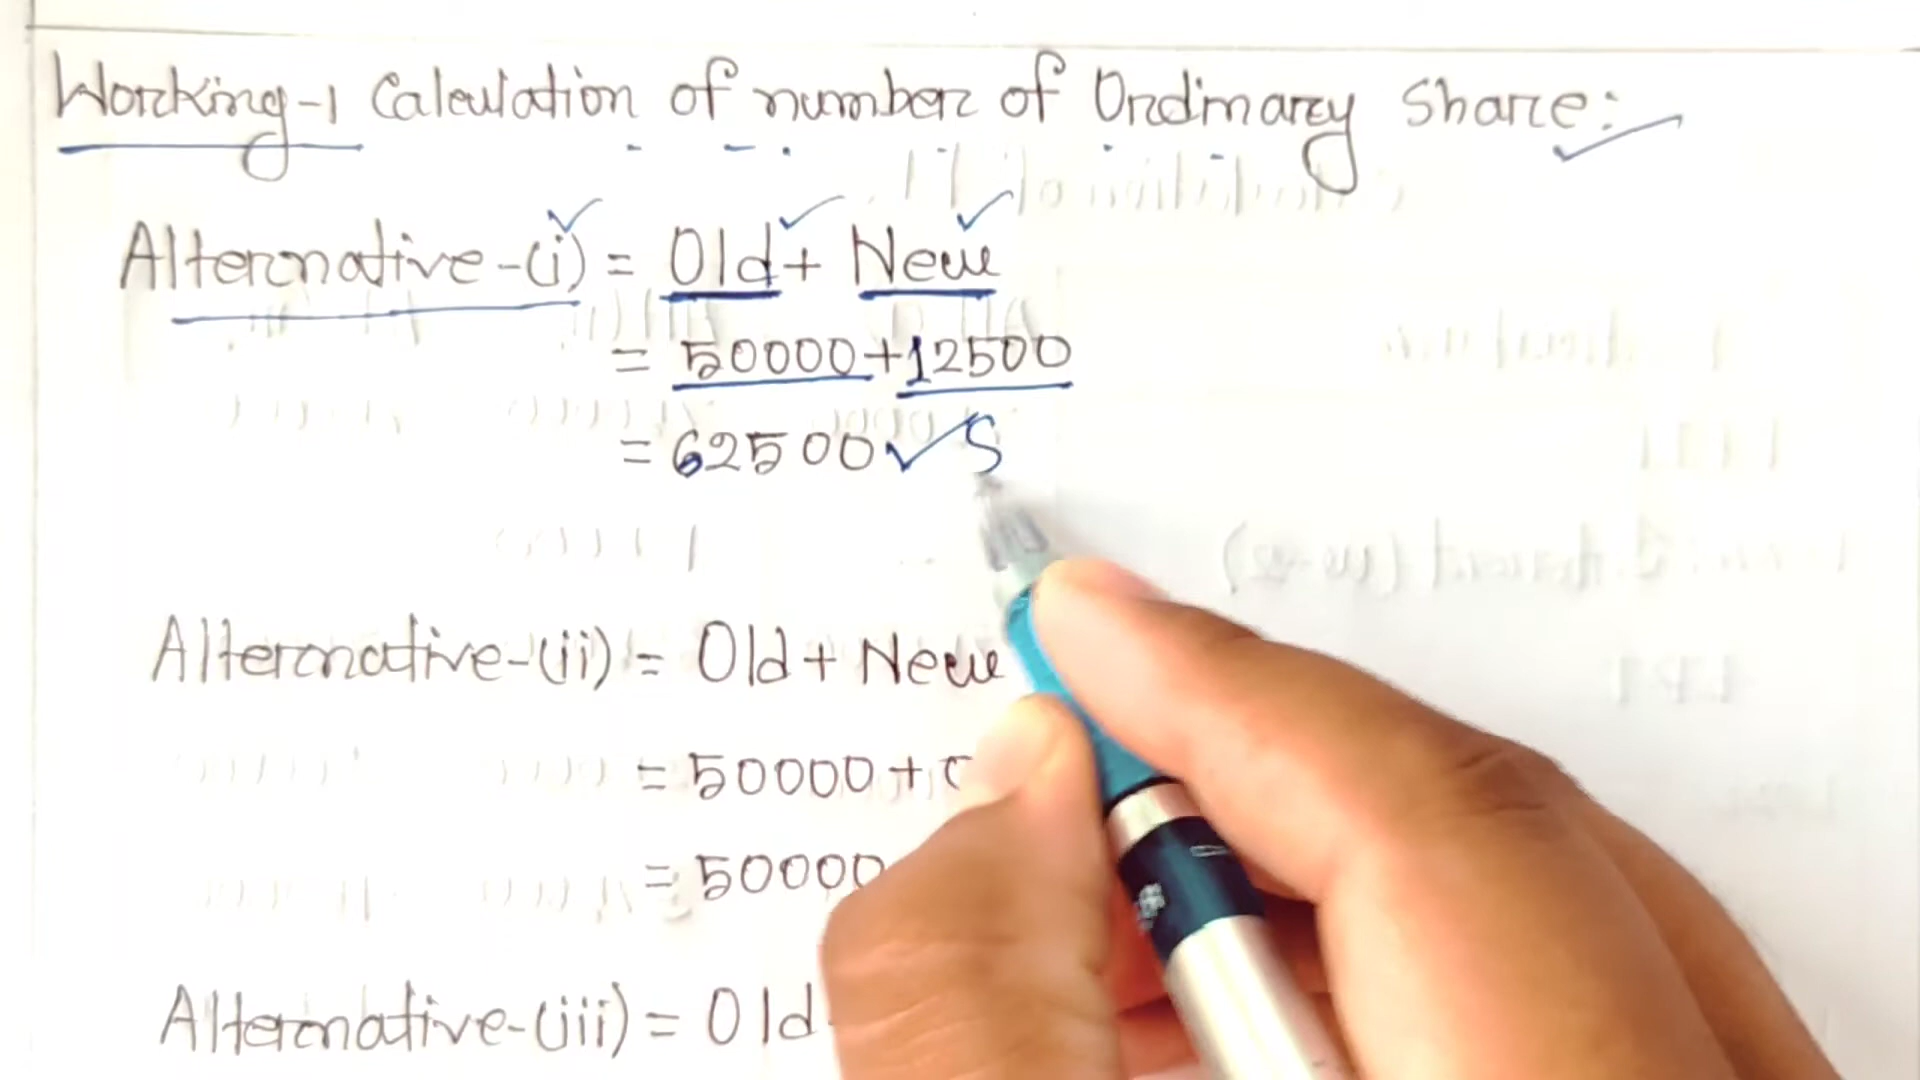 Working-1 Calculation of number of Ordinary Share:
Alternative-(i) = Old + New
= 50000+12500
= 62500 S
Alternative-(ii) = Old + New
= 50000 + 0
= 50000
Alternative-(iii) = Old